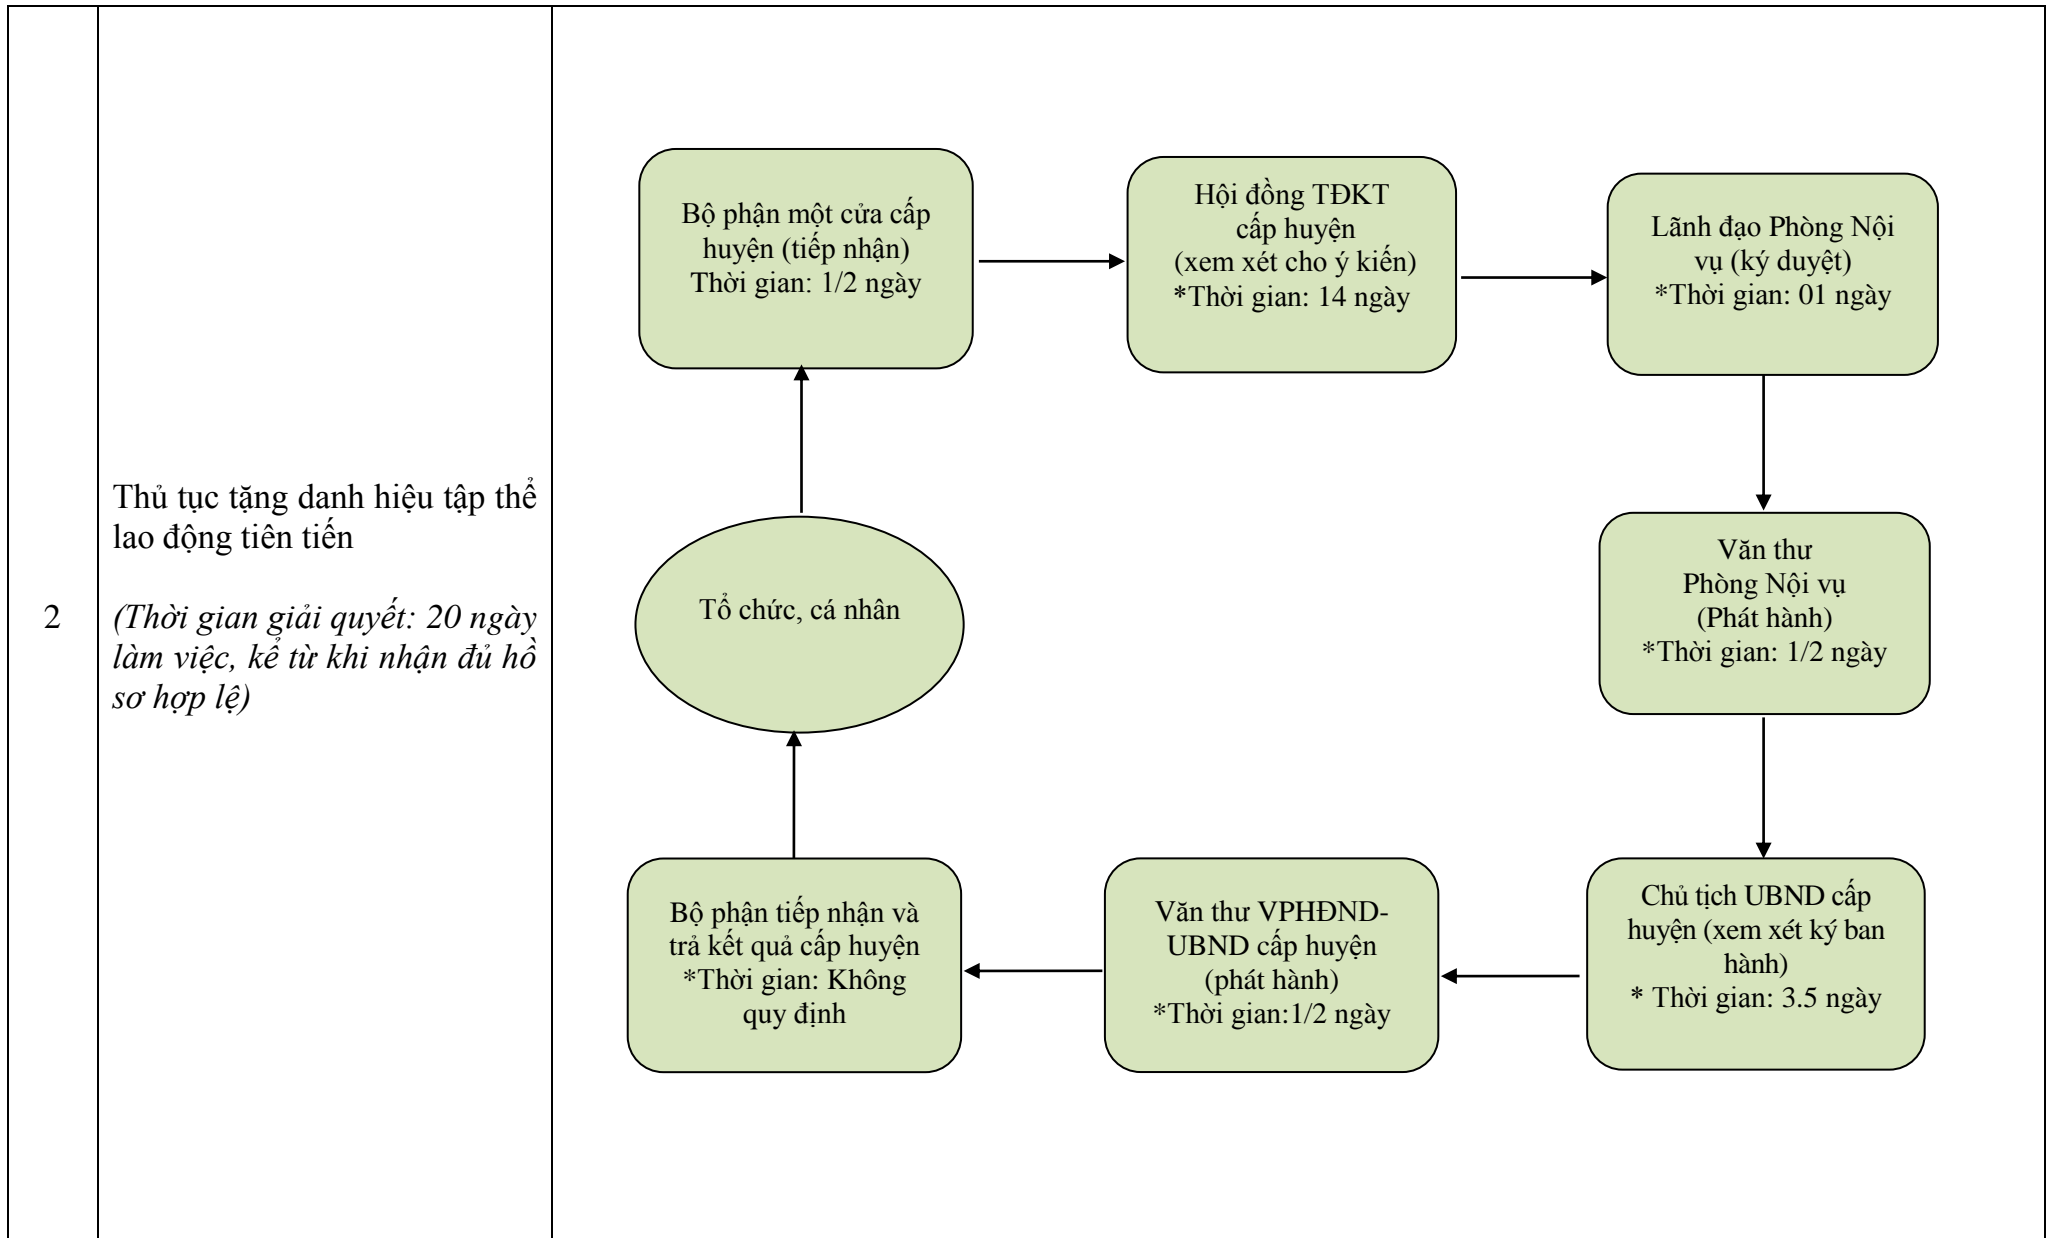 2
Thủ tục tặng danh hiệu tập thể
lao động tiên tiến
(Thời gian giải quyết: 20 ngày
làm việc, kể từ khi nhận đủ hồ
sơ hợp lệ)
Bộ phận một cửa cấp
huyện (tiếp nhận)
Thời gian: 1/2 ngày
Hội đồng TĐKT
cấp huyện
(xem xét cho ý kiến)
*Thời gian: 14 ngày
Lãnh đạo Phòng Nội
vụ (ký duyệt)
*Thời gian: 01 ngày
Văn thư
Phòng Nội vụ
(Phát hành)
*Thời gian: 1/2 ngày
Chủ tịch UBND cấp
huyện (xem xét ký ban
hành)
* Thời gian: 3.5 ngày
Văn thư VPHĐND-
UBND cấp huyện
(phát hành)
*Thời gian:1/2 ngày
Bộ phận tiếp nhận và
trả kết quả cấp huyện
*Thời gian: Không
quy định
Tổ chức, cá nhân